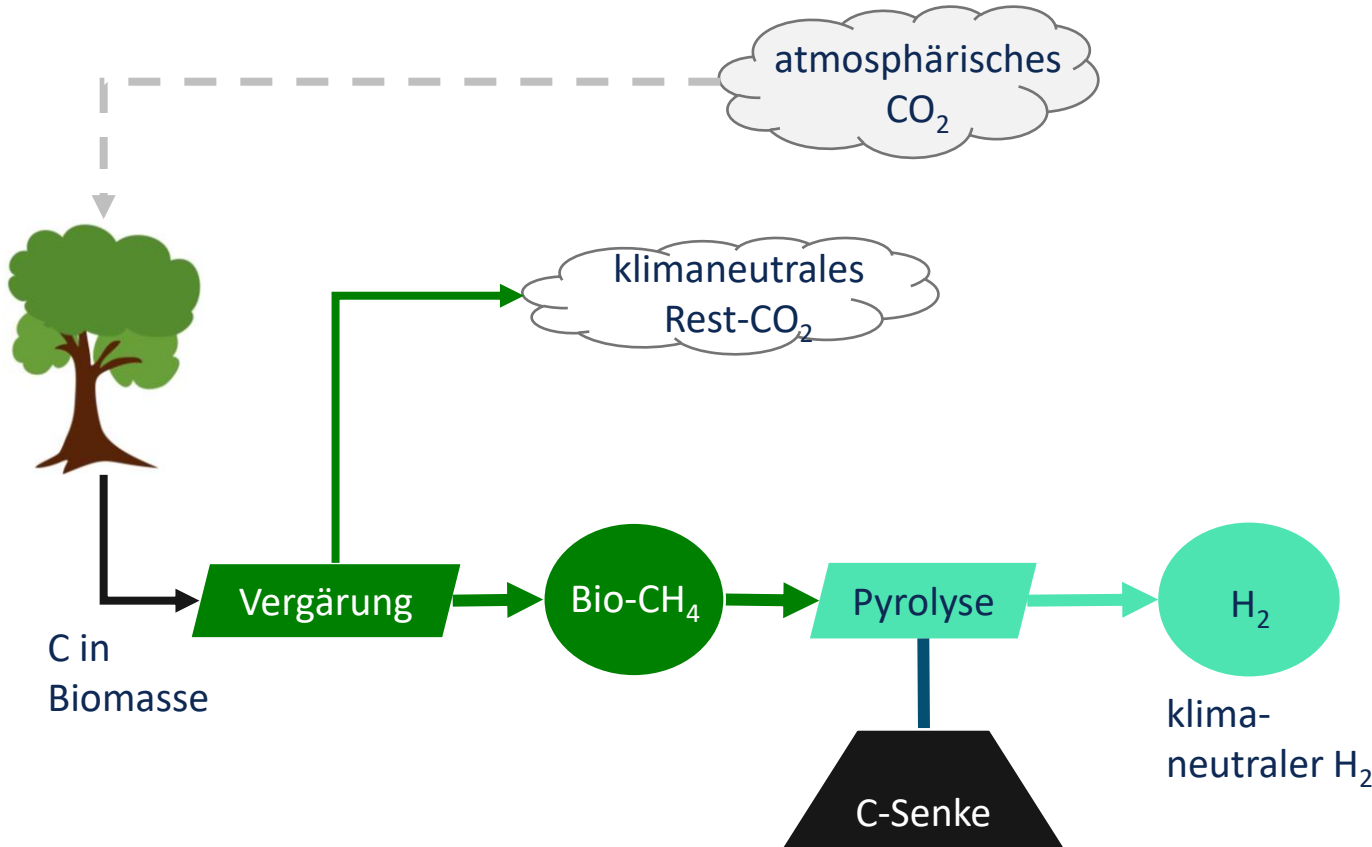 atmosphärisches
CO₂
klimaneutrales
Rest-CO₂
Vergärung
Bio-CH₄
Pyrolyse
H₂
C in
Biomasse
klima-
neutraler H₂
C-Senke